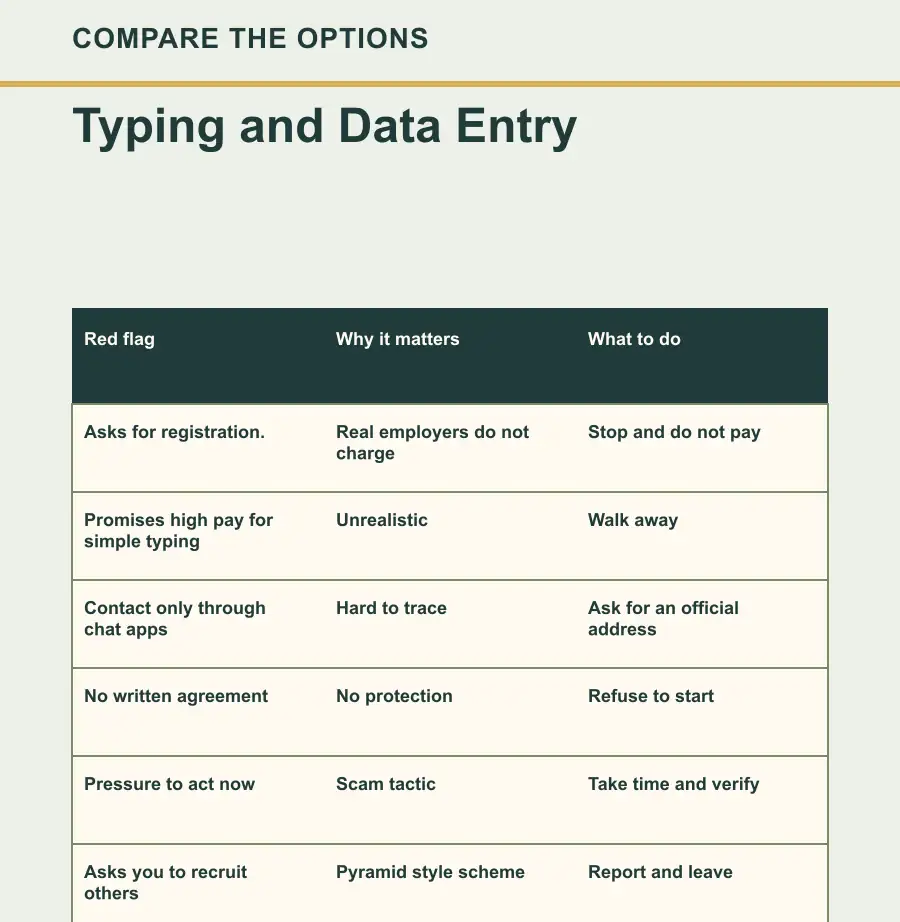 COMPARE THE OPTIONS
Typing and Data Entry
Red flag Why it matters What to do
Asks for registration. Real employers do not Stop and do not pay
charge
Promises high pay for Unrealistic Walk away
simple typing
Contact only through Hard to trace Ask for an official
chat apps address
No written agreement No protection Refuse to start
Pressure to act now Scam tactic Take time and verify
Asks you to recruit Pyramid style scheme Report and leave
others